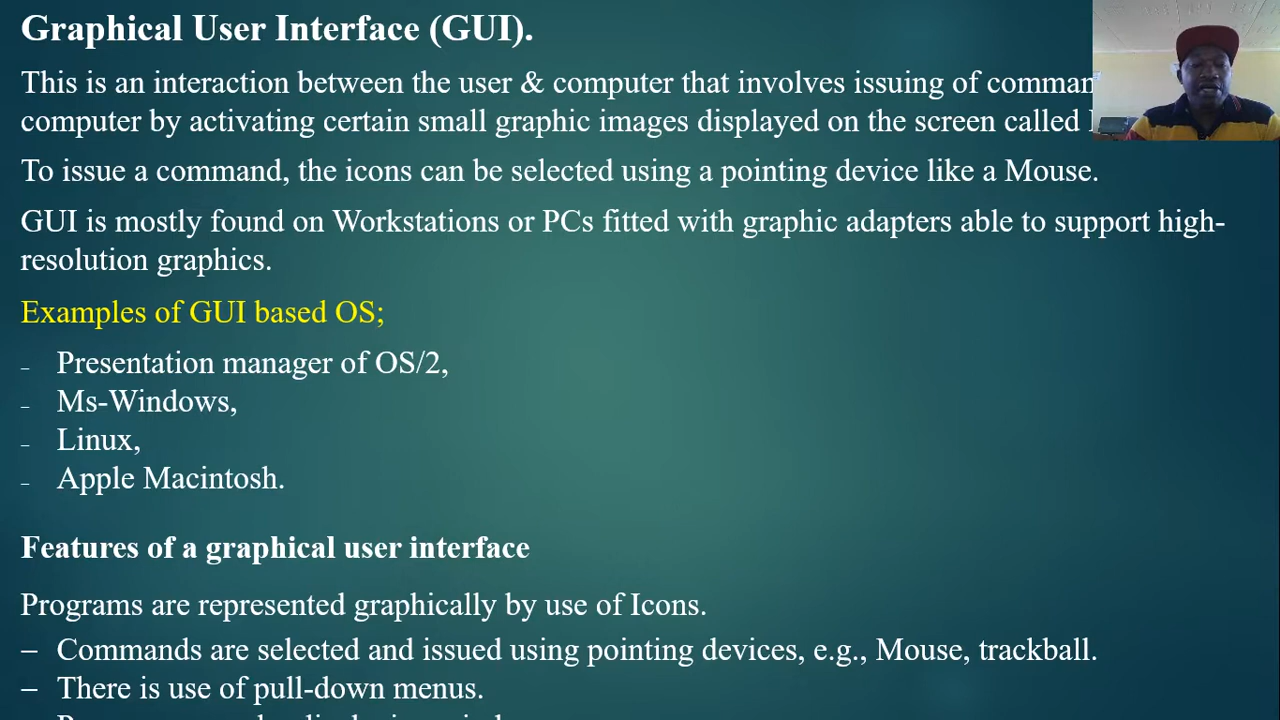 Graphical User Interface (GUI).
This is an interaction between the user & computer that involves issuing of
computer by activating certain small graphic images displayed on the screen called
To issue a command, the icons can be selected using a pointing device like a Mouse.
GUI is mostly found on Workstations or PCs fitted with graphic adapters able to support high-
resolution graphics.
Examples of GUI based OS;
- Presentation manager of OS/2,
- Ms-Windows,
- Linux,
- Apple Macintosh.
Features of a graphical user interface
Programs are represented graphically by use of Icons.
– Commands are selected and issued using pointing devices, e.g., Mouse, trackball.
– There is use of pull-down menus.